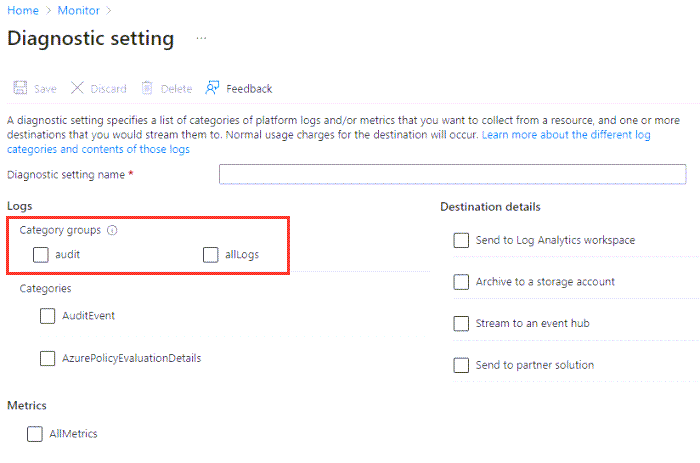 Home > Monitor >
Diagnostic setting ...
Save Discard Delete Feedback
A diagnostic setting specifies a list of categories of platform logs and/or metrics that you want to collect from a resource, and one or more
destinations that you would stream them to. Normal usage charges for the destination will occur. Learn more about the different log
categories and contents of those logs
Diagnostic setting name *
Logs
Category groups
audit allLogs
Categories
AuditEvent
AzurePolicyEvaluationDetails
Metrics
AllMetrics
Destination details
Send to Log Analytics workspace
Archive to a storage account
Stream to an event hub
Send to partner solution